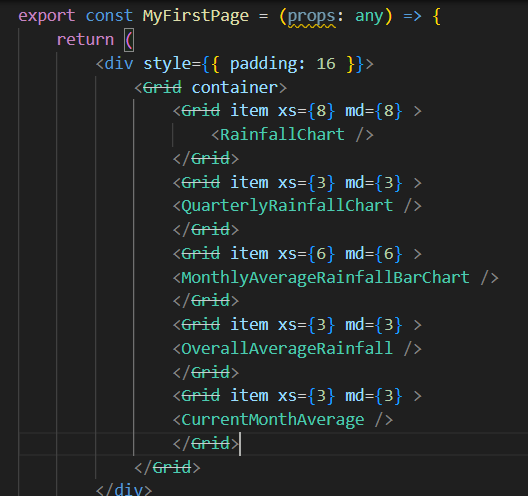 export const MyFirstPage = (props: any) => {
    return (
        <div style={{ padding: 16 }}>
            <Grid container>
                <Grid item xs={8} md={8} >
                    <RainfallChart />
                </Grid>
                <Grid item xs={3} md={3} >
                <QuarterlyRainfallChart />
                </Grid>
                <Grid item xs={6} md={6} >
                <MonthlyAverageRainfallBarChart />
                </Grid>
                <Grid item xs={3} md={3} >
                <OverallAverageRainfall />
                </Grid>
                <Grid item xs={3} md={3} >
                <CurrentMonthAverage />
                </Grid>
            </Grid>
        </div>